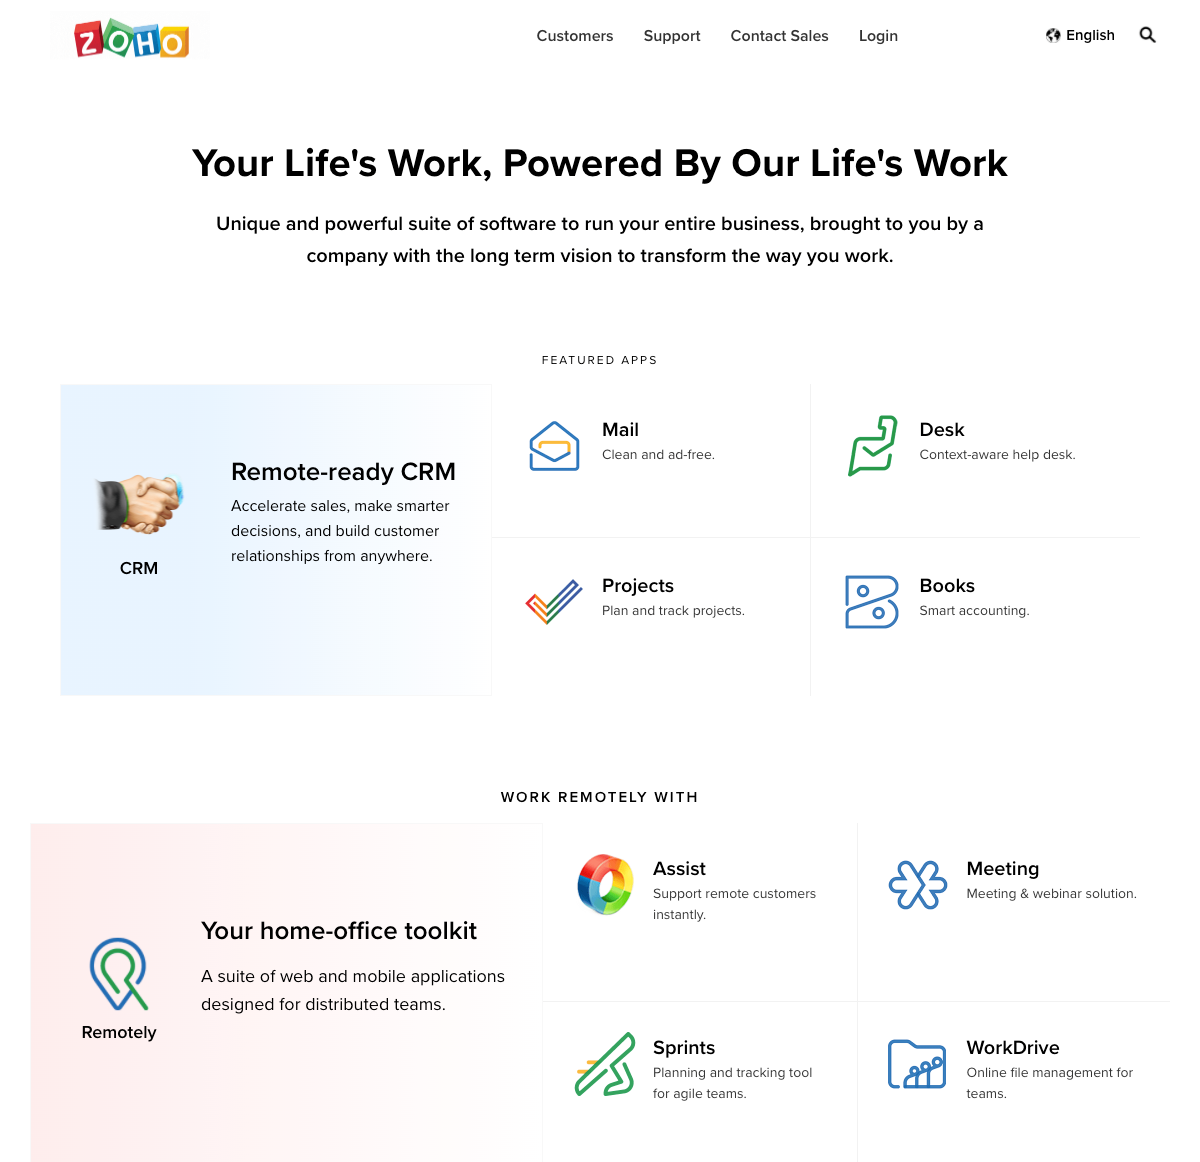 ZOHO
Customers Support Contact Sales Login
English
Your Life's Work, Powered By Our Life's Work
Unique and powerful suite of software to run your entire business, brought to you by a
company with the long term vision to transform the way you work.
FEATURED APPS
CRM
Remote-ready CRM
Accelerate sales, make smarter
decisions, and build customer
relationships from anywhere.
Mail
Clean and ad-free.
Desk
Context-aware help desk.
Projects
Plan and track projects.
Books
Smart accounting.
WORK REMOTELY WITH
Remotely
Your home-office toolkit
A suite of web and mobile applications
designed for distributed teams.
Assist
Support remote customers
instantly.
Meeting
Meeting & webinar solution.
Sprints
Planning and tracking tool
for agile teams.
WorkDrive
Online file management for
teams.